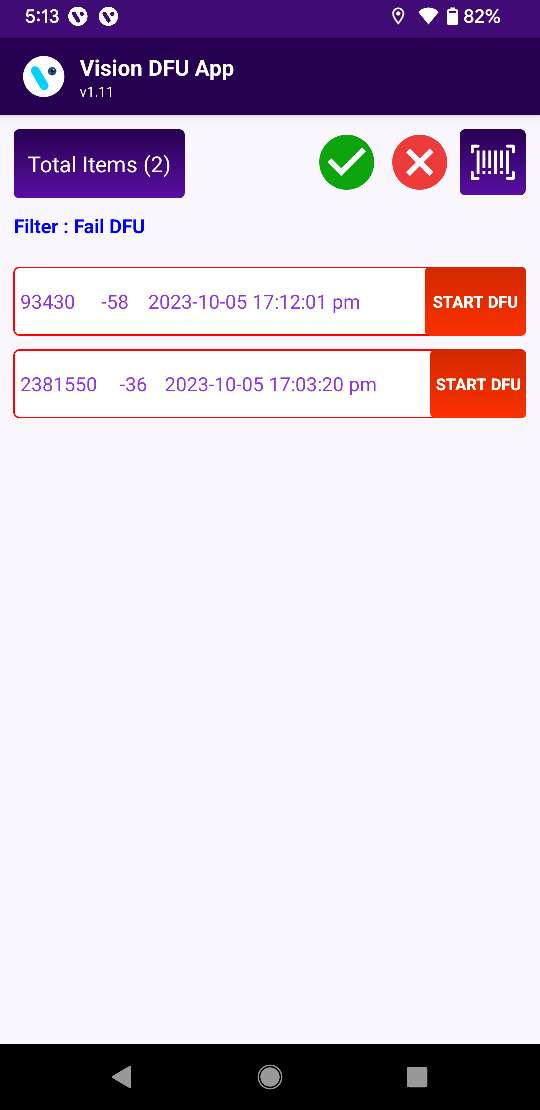 5:13 82%
Vision DFU App
v1.11
Total Items (2)
Filter : Fail DFU
93430 -58 2023-10-05 17:12:01 pm START DFU
2381550 -36 2023-10-05 17:03:20 pm START DFU